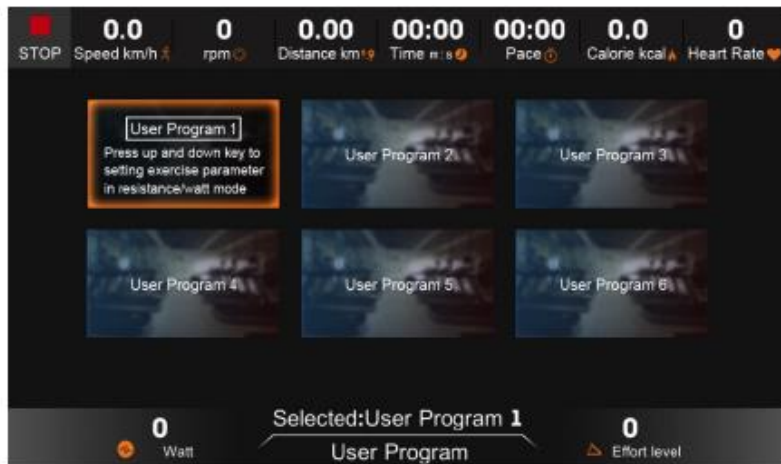 0.0 0 0.00 00:00 00:00 0.0 0
STOP Speed km/h rpm Distance km Time m:s Pace Calorie kcal Heart Rate
User Program 1
Press up and down key to
setting exercise parameter
in resistance/watt mode
User Program 2
User Program 3
User Program 4
User Program 5
User Program 6
0 Selected:User Program 1 0
Watt User Program Effort level